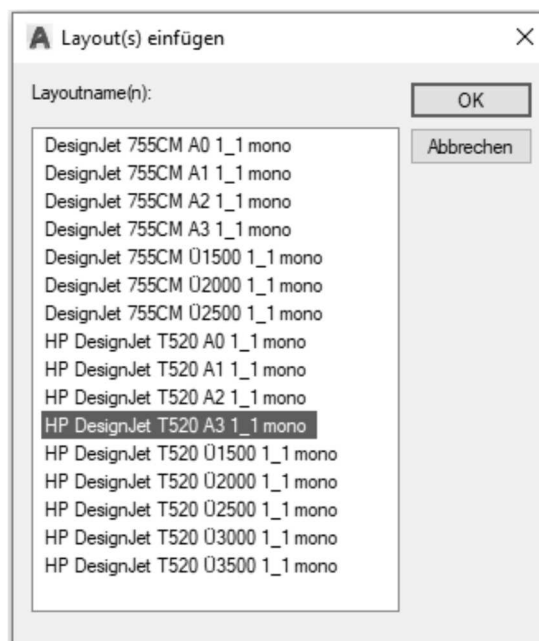 Layout(s) einfügen
Layoutname(n):
OK
Abbrechen
DesignJet 755CM A0 1_1 mono
DesignJet 755CM A1 1_1 mono
DesignJet 755CM A2 1_1 mono
DesignJet 755CM A3 1_1 mono
DesignJet 755CM Ü1500 1_1 mono
DesignJet 755CM Ü2000 1_1 mono
DesignJet 755CM Ü2500 1_1 mono
HP DesignJet T520 A0 1_1 mono
HP DesignJet T520 A1 1_1 mono
HP DesignJet T520 A2 1_1 mono
HP DesignJet T520 A3 1_1 mono
HP DesignJet T520 Ü1500 1_1 mono
HP DesignJet T520 Ü2000 1_1 mono
HP DesignJet T520 Ü2500 1_1 mono
HP DesignJet T520 Ü3000 1_1 mono
HP DesignJet T520 Ü3500 1_1 mono